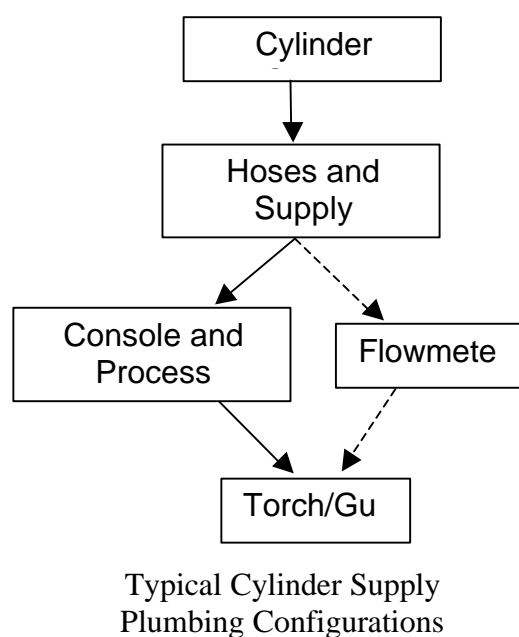 Cylinder
Hoses and
Supply
Console and
Process
Flowmete
Torch/Gu
Typical Cylinder Supply
Plumbing Configurations